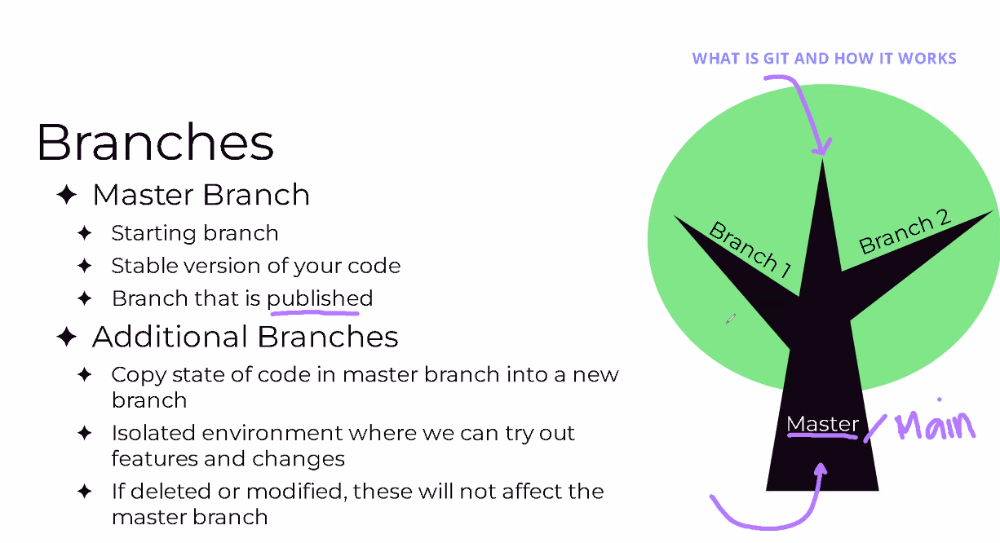 WHAT IS GIT AND HOW IT WORKS
Branches
Master Branch
Starting branch
Stable version of your code
Branch that is published
Additional Branches
Copy state of code in master branch into a new
branch
Isolated environment where we can try out
features and changes
If deleted or modified, these will not affect the
master branch
Branch 1
Branch 2
Master / Main